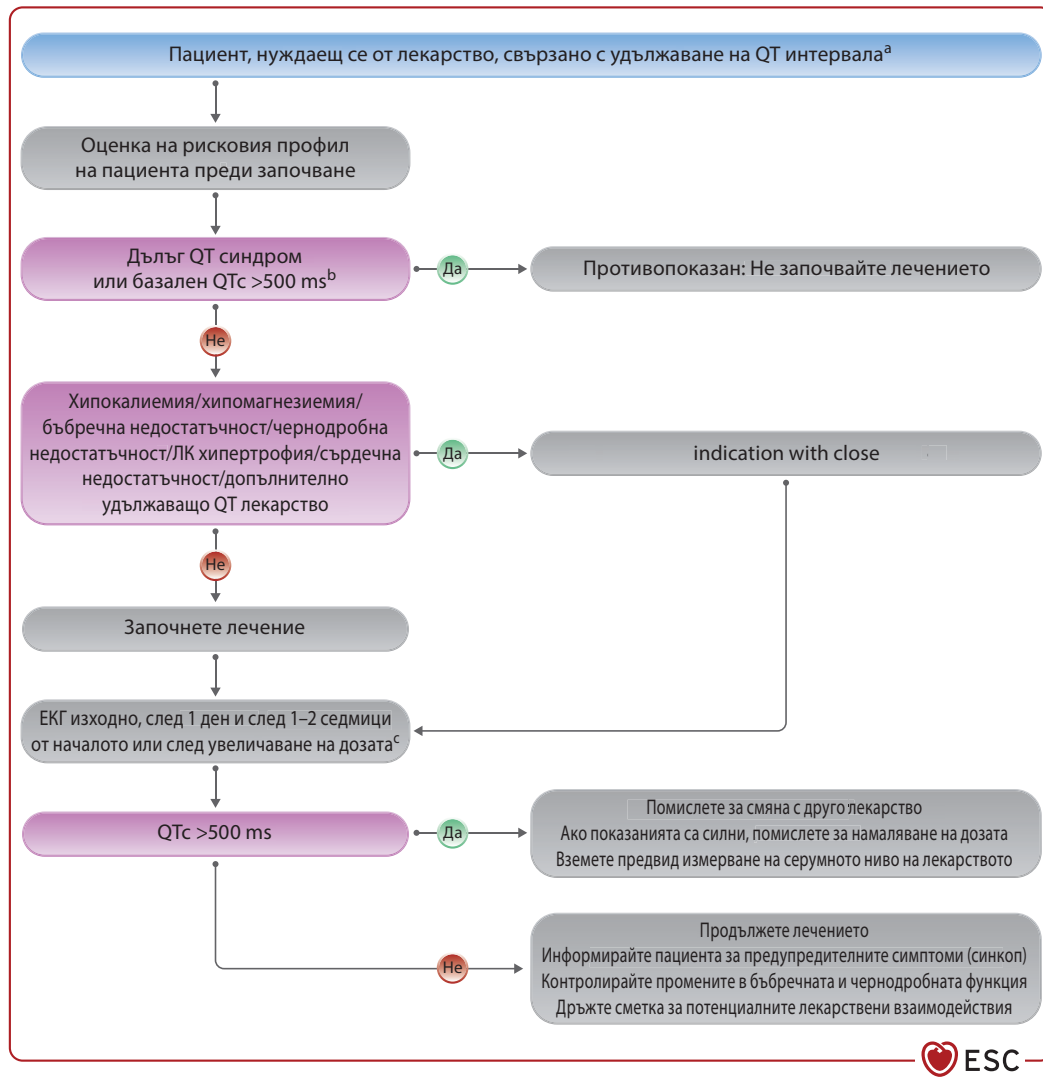 Пациент, нуждаещ се от лекарство, свързано с удължаване на QT интервалаa
Оценка на рисковия профил
на пациента преди започване
Дълъг QT синдром
или базален QTc >500 msb
Да
Противопоказан: Не започвайте лечението
Не
Хипокалиемия/хипомагнезиемия/
бъбречна недостатъчност/чернодробна
недостатъчност/ЛК хипертрофия/сърдечна
недостатъчност/допълнително
удължаващо QT лекарство
Да
indication with close
Не
Започнете лечение
ЕКГ изходно, след 1 ден и след 1–2 седмици
от началото или след увеличаване на дозатаc
QTc >500 ms
Да
Помислете за смяна с друго лекарство
Ако показанията са силни, помислете за намаляване на дозата
Вземете предвид измерване на серумното ниво на лекарството
Не
Продължете лечението
Информирайте пациента за предупредителните симптоми (синкоп)
Контролирайте промените в бъбречната и чернодробната функция
Дръжте сметка за потенциалните лекарствени взаимодействия
ESC